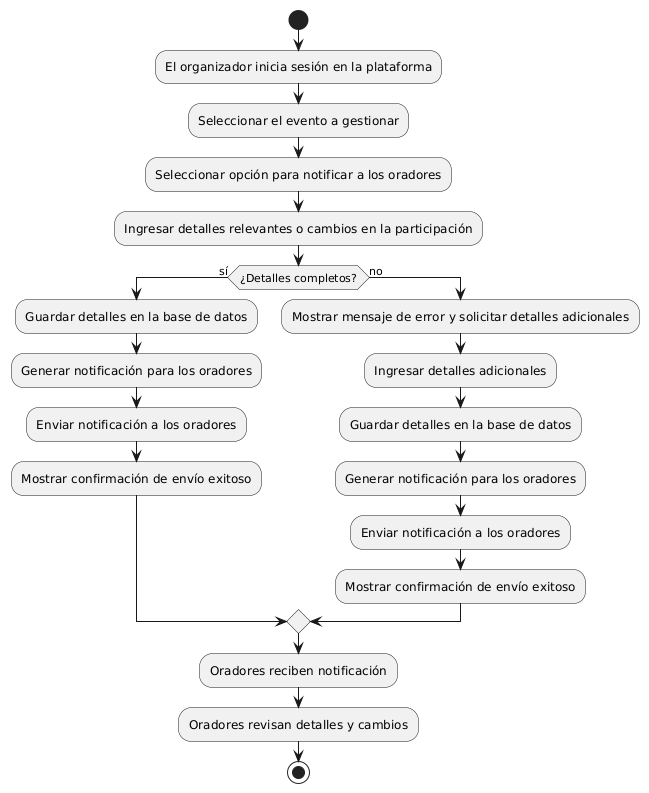 El organizador inicia sesión en la plataforma
Seleccionar el evento a gestionar
Seleccionar opción para notificar a los oradores
Ingresar detalles relevantes o cambios en la participación
¿Detalles completos?
sí
Guardar detalles en la base de datos
Generar notificación para los oradores
Enviar notificación a los oradores
Mostrar confirmación de envío exitoso
no
Mostrar mensaje de error y solicitar detalles adicionales
Ingresar detalles adicionales
Guardar detalles en la base de datos
Generar notificación para los oradores
Enviar notificación a los oradores
Mostrar confirmación de envío exitoso
Oradores reciben notificación
Oradores revisan detalles y cambios